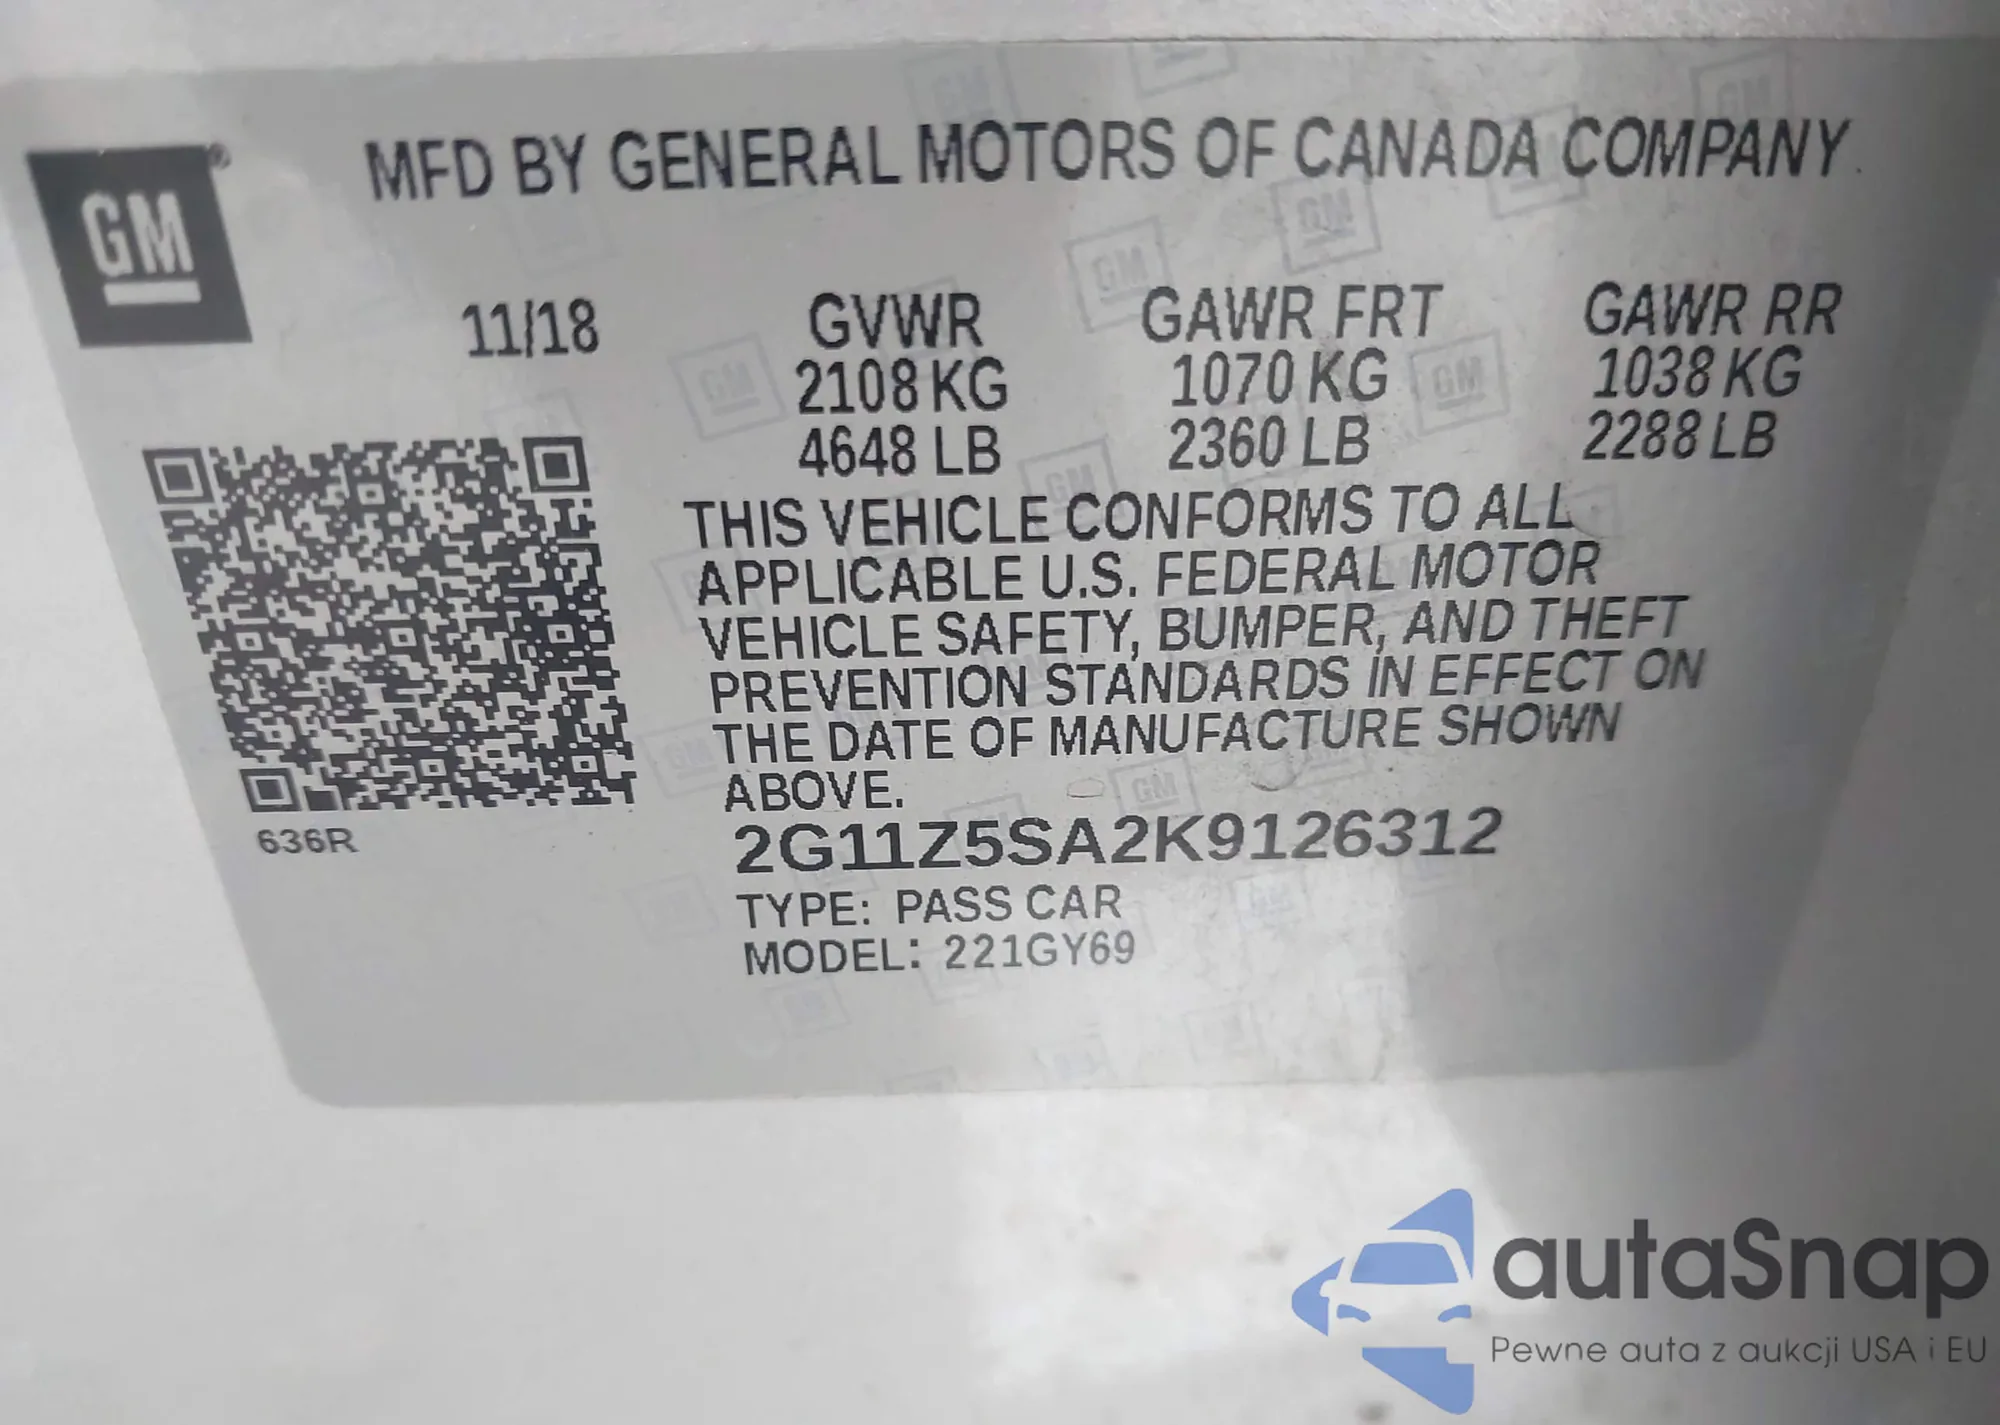 GM
MFD BY GENERAL MOTORS OF CANADA COMPANY
11/18
GVWR
2108 KG
4648 LB
GAWR FRT
1070 KG
2360 LB
GAWR RR
1038 KG
2288 LB
THIS VEHICLE CONFORMS TO ALL
APPLICABLE U.S. FEDERAL MOTOR
VEHICLE SAFETY, BUMPER, AND THEFT
PREVENTION STANDARDS IN EFFECT ON
THE DATE OF MANUFACTURE SHOWN
ABOVE.
636R
2G11Z5SA2K9126312
TYPE: PASS CAR
MODEL: 221GY69
autaSnap
Pewne auta z aukcji USA i EU